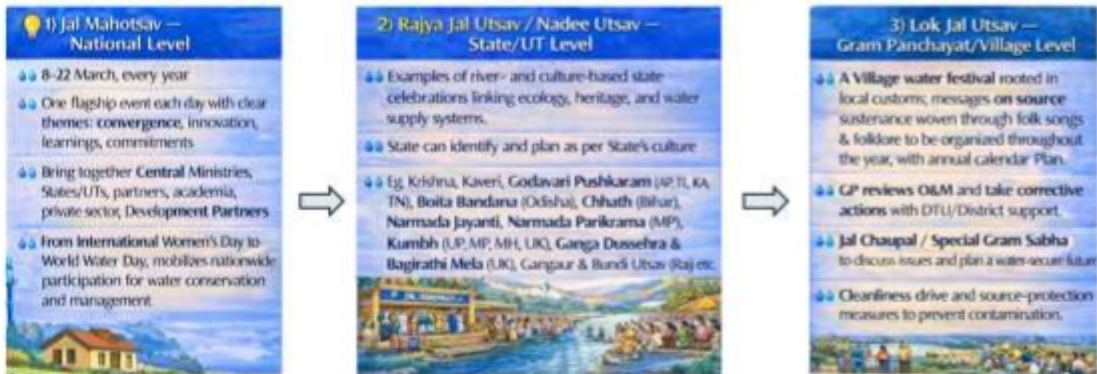 1) Jal Mahotsav —
National Level
8–22 March, every year
One flagship event each day with clear
themes: convergence, innovation,
learnings, commitments
Bring together Central Ministries,
States/UTs, partners, academia,
private sector, Development Partners
From International Women's Day to
World Water Day, mobilizes nationwide
participation for water conservation
and management
2) Rajya Jal Utsav / Nadee Utsav —
State/UT Level
Examples of river- and culture-based state
celebrations linking ecology, heritage, and water
supply systems.
State can identify and plan as per State's culture
Eg. Krishna, Kaveri, Godavari Pushkaram (AP, TL, KA,
TN), Boita Bandana (Odisha), Chhath (Bihar),
Narmada Jayanti, Narmada Parikrama (MP),
Kumbh (UP, MP, MH, UK), Ganga Dussehra &
Bagirathi Mela (UK), Gangaur & Bundi Utsav (Raj) etc.
3) Lok Jal Utsav —
Gram Panchayat/Village Level
A Village water festival rooted in
local customs; messages on source
sustenance woven through folk songs
& folklore to be organized throughout
the year, with annual calendar Plan.
GP reviews O&M and take corrective
actions with DTU/District support.
Jal Chaupal / Special Gram Sabha
to discuss issues and plan a water-secure future
Cleanliness drive and source-protection
measures to prevent contamination.